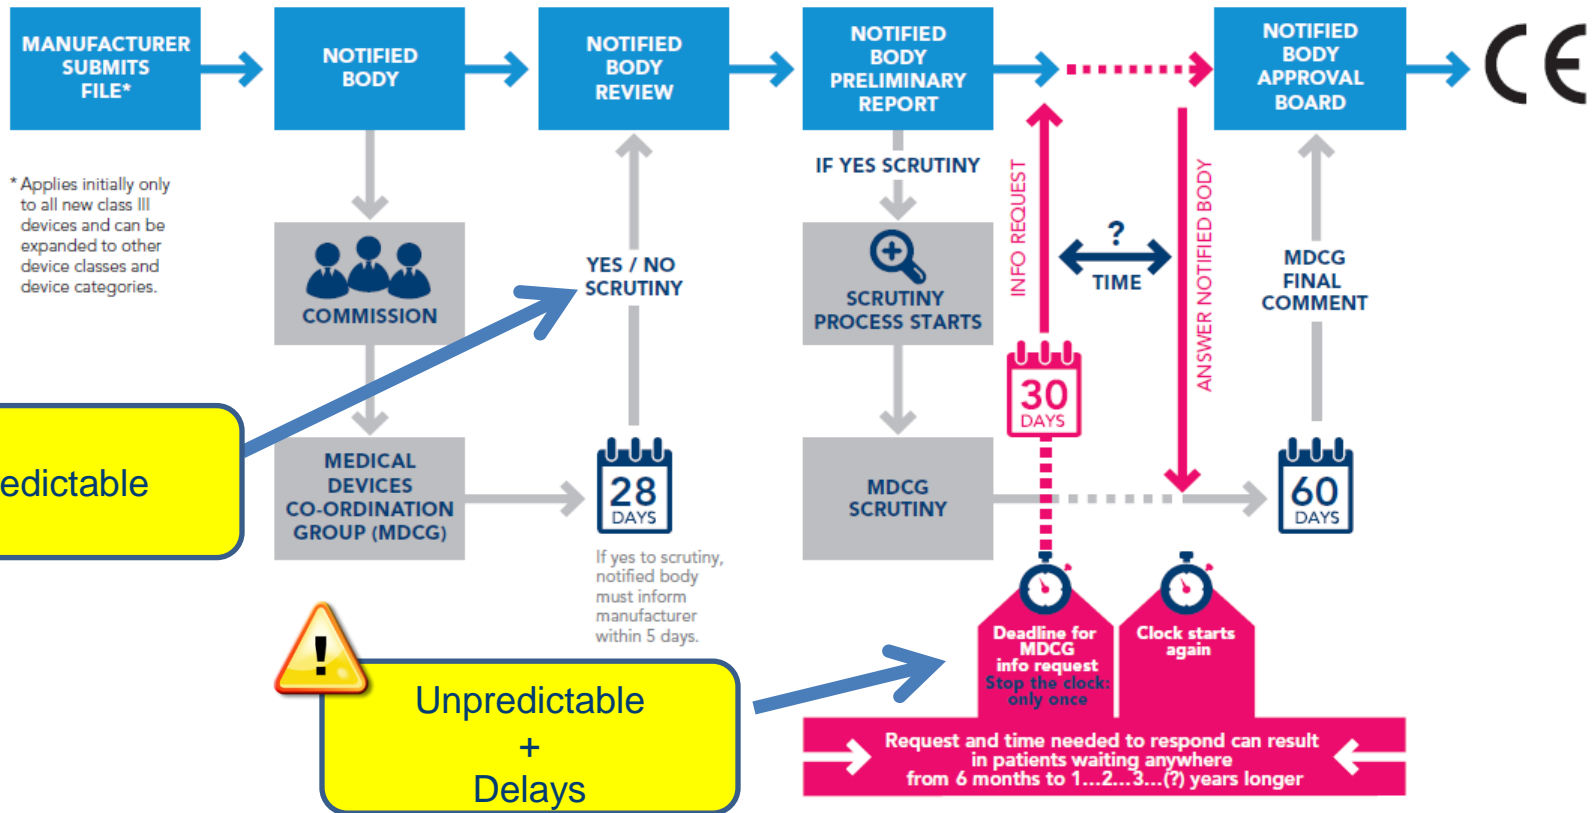 MANUFACTURER
SUBMITS
FILE*
NOTIFIED
BODY
NOTIFIED
BODY
REVIEW
NOTIFIED
BODY
PRELIMINARY
REPORT
NOTIFIED
BODY
APPROVAL
BOARD
CE
* Applies initially only
to all new class III
devices and can be
expanded to other
device classes and
device categories.
COMMISSION
MEDICAL
DEVICES
CO-ORDINATION
GROUP (MDCG)
YES / NO
SCRUTINY
28
DAYS
If yes to scrutiny,
notified body
must inform
manufacturer
within 5 days.
IF YES SCRUTINY
SCRUTINY
PROCESS STARTS
MDCG
SCRUTINY
INFO REQUEST
30
DAYS
?
TIME
ANSWER NOTIFIED BODY
MDCG
FINAL
COMMENT
60
DAYS
edictable
!
Unpredictable
+
Delays
Deadline for
MDCG
info request
Stop the clock:
only once
Clock starts
again
Request and time needed to respond can result
in patients waiting anywhere
from 6 months to 1...2...3...(?) years longer